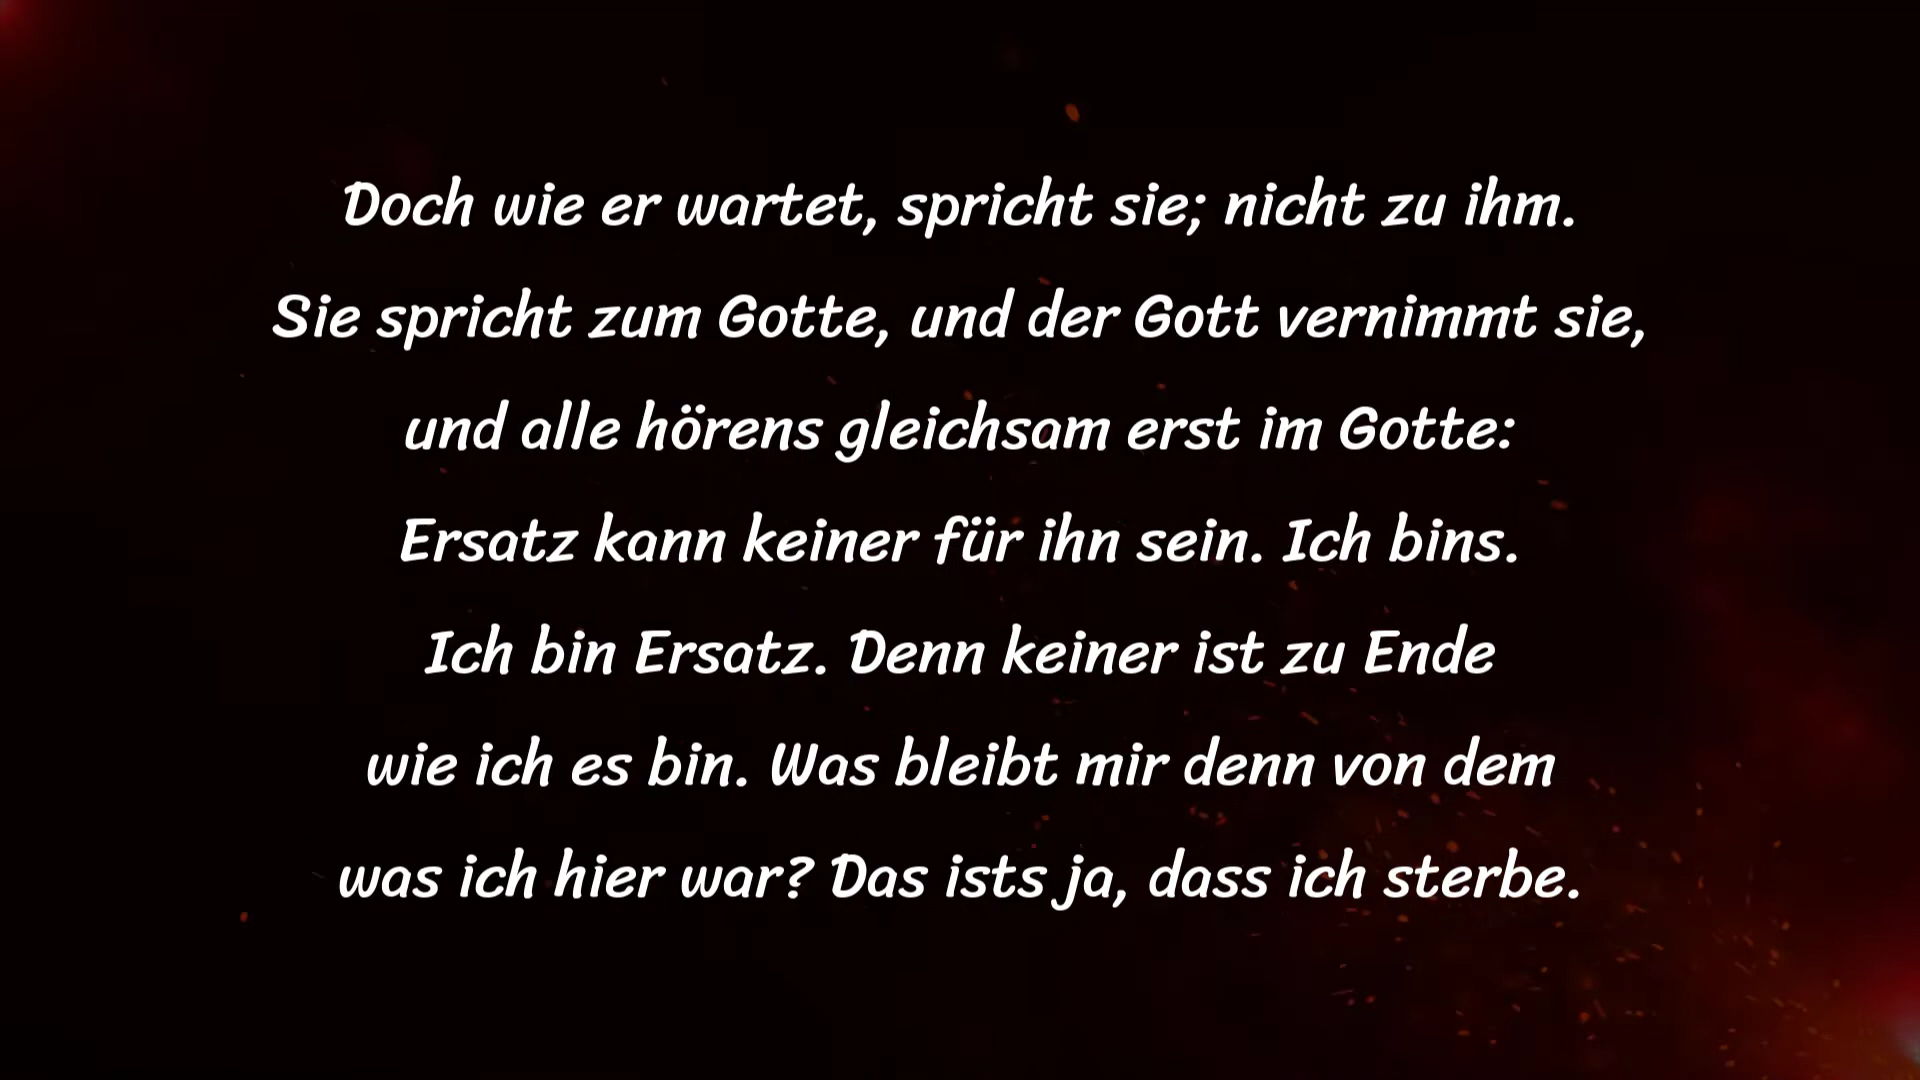 Doch wie er wartet, spricht sie; nicht zu ihm.
Sie spricht zum Gotte, und der Gott vernimmt sie,
und alle hörens gleichsam erst im Gotte:
Ersatz kann keiner für ihn sein. Ich bins.
Ich bin Ersatz. Denn keiner ist zu Ende
wie ich es bin. Was bleibt mir denn von dem
was ich hier war? Das ists ja, dass ich sterbe.